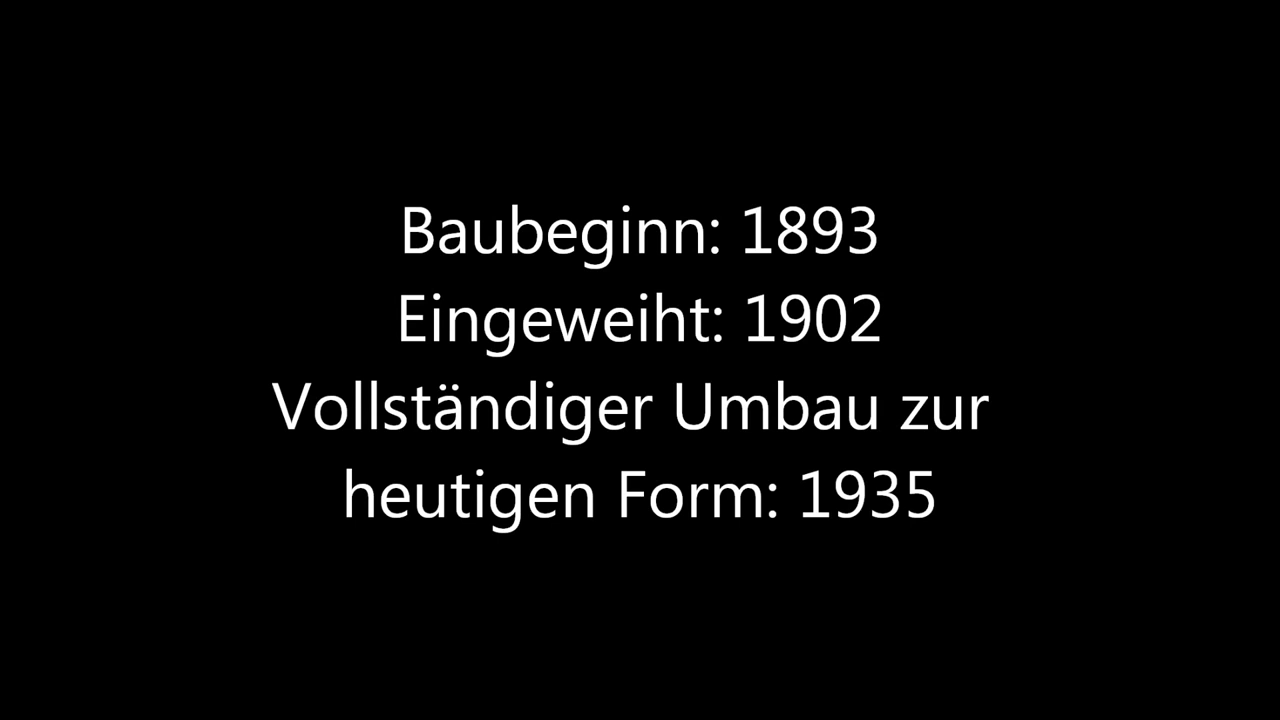 Baubeginn: 1893
Eingeweiht: 1902
Vollständiger Umbau zur
heutigen Form: 1935